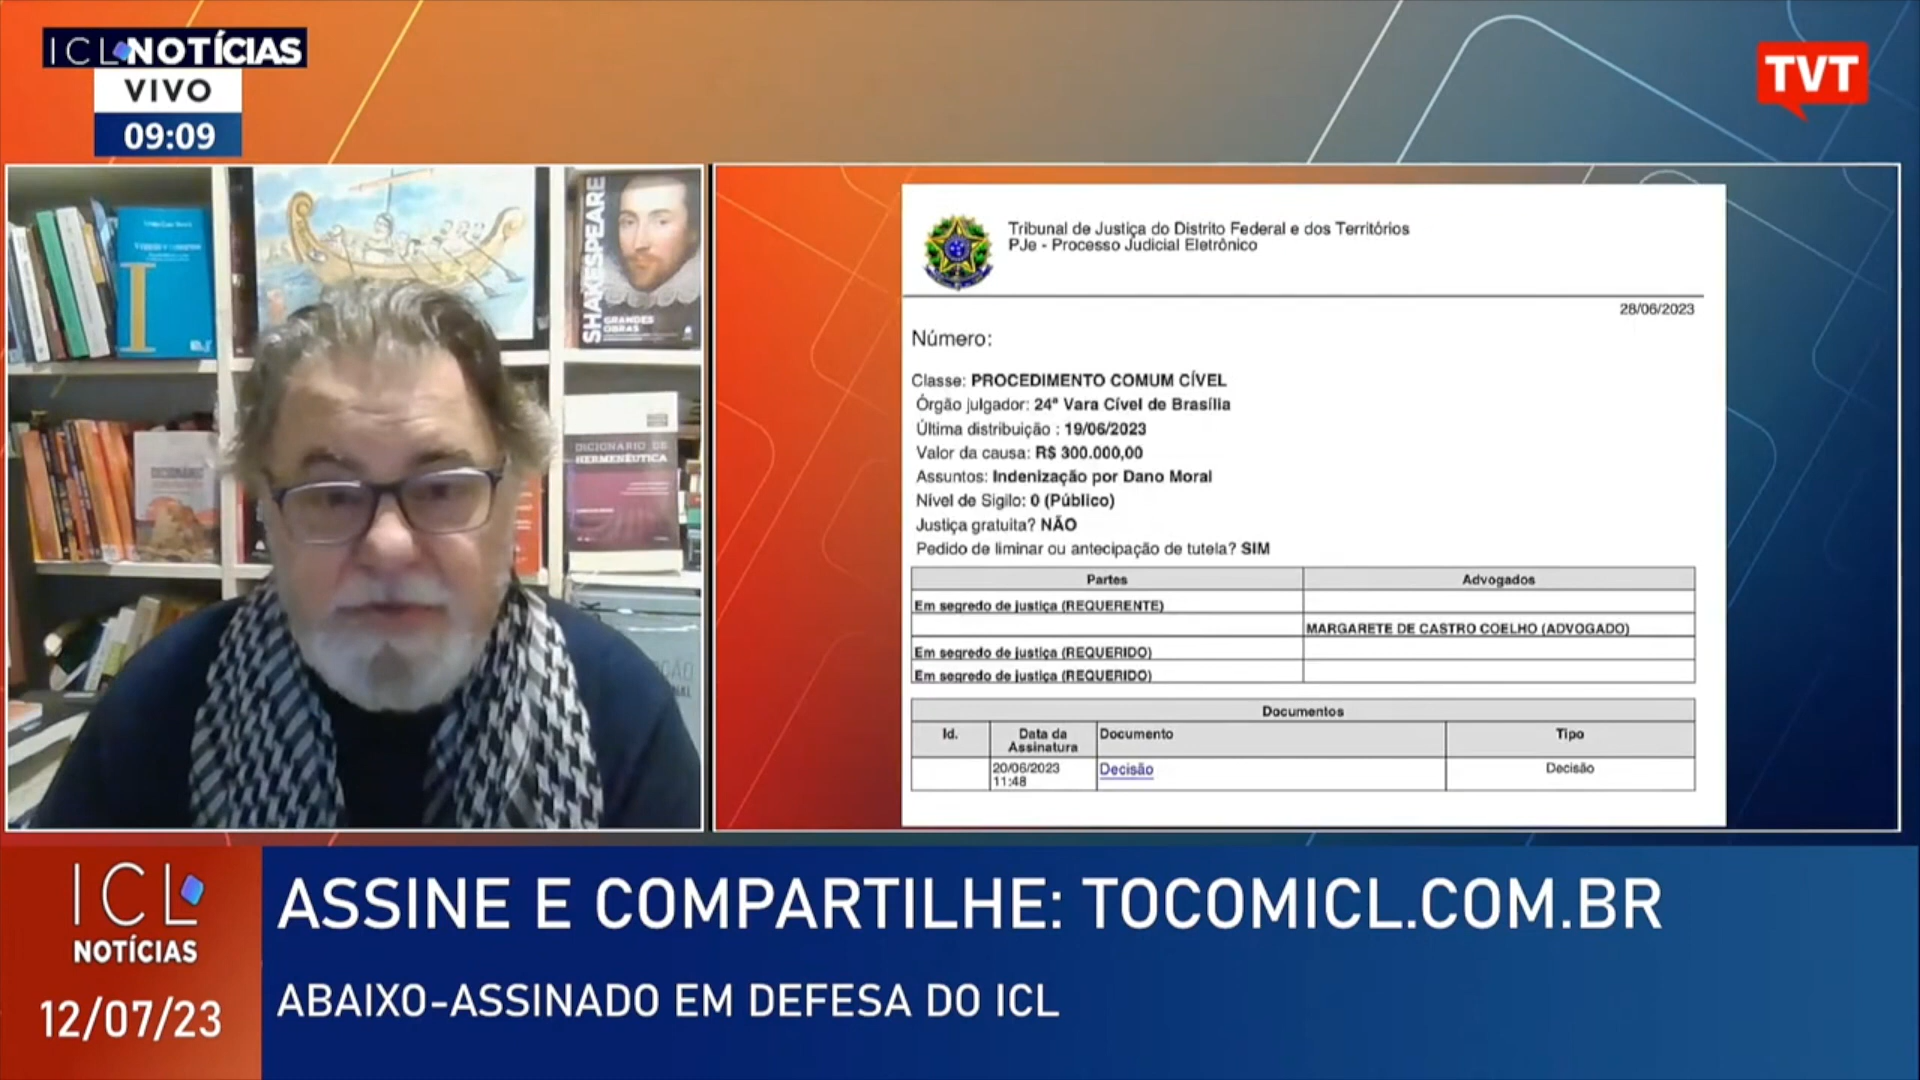 ICL NOTÍCIAS
VIVO
09:09
TVT
SHAKESPEARE
GRANDES
OBRAS
DICIONÁRIO DE
HERMENÊUTICA
DICIONÁRIO
Tribunal de Justiça do Distrito Federal e dos Territórios
PJe - Processo Judicial Eletrônico
28/06/2023
Número:
Classe: PROCEDIMENTO COMUM CÍVEL
Órgão julgador: 24ª Vara Cível de Brasília
Última distribuição : 19/06/2023
Valor da causa: R$ 300.000,00
Assuntos: Indenização por Dano Moral
Nível de Sigilo: 0 (Público)
Justiça gratuita? NÃO
Pedido de liminar ou antecipação de tutela? SIM
Partes Advogados
Em segredo de justiça (REQUERENTE)
MARGARETE DE CASTRO COELHO (ADVOGADO)
Em segredo de justiça (REQUERIDO)
Em segredo de justiça (REQUERIDO)
Documentos
Id. Data da Assinatura Documento Tipo
20/06/2023 11:48 Decisão Decisão
ICL
NOTÍCIAS
12/07/23
ASSINE E COMPARTILHE: TOCOMICL.COM.BR
ABAIXO-ASSINADO EM DEFESA DO ICL